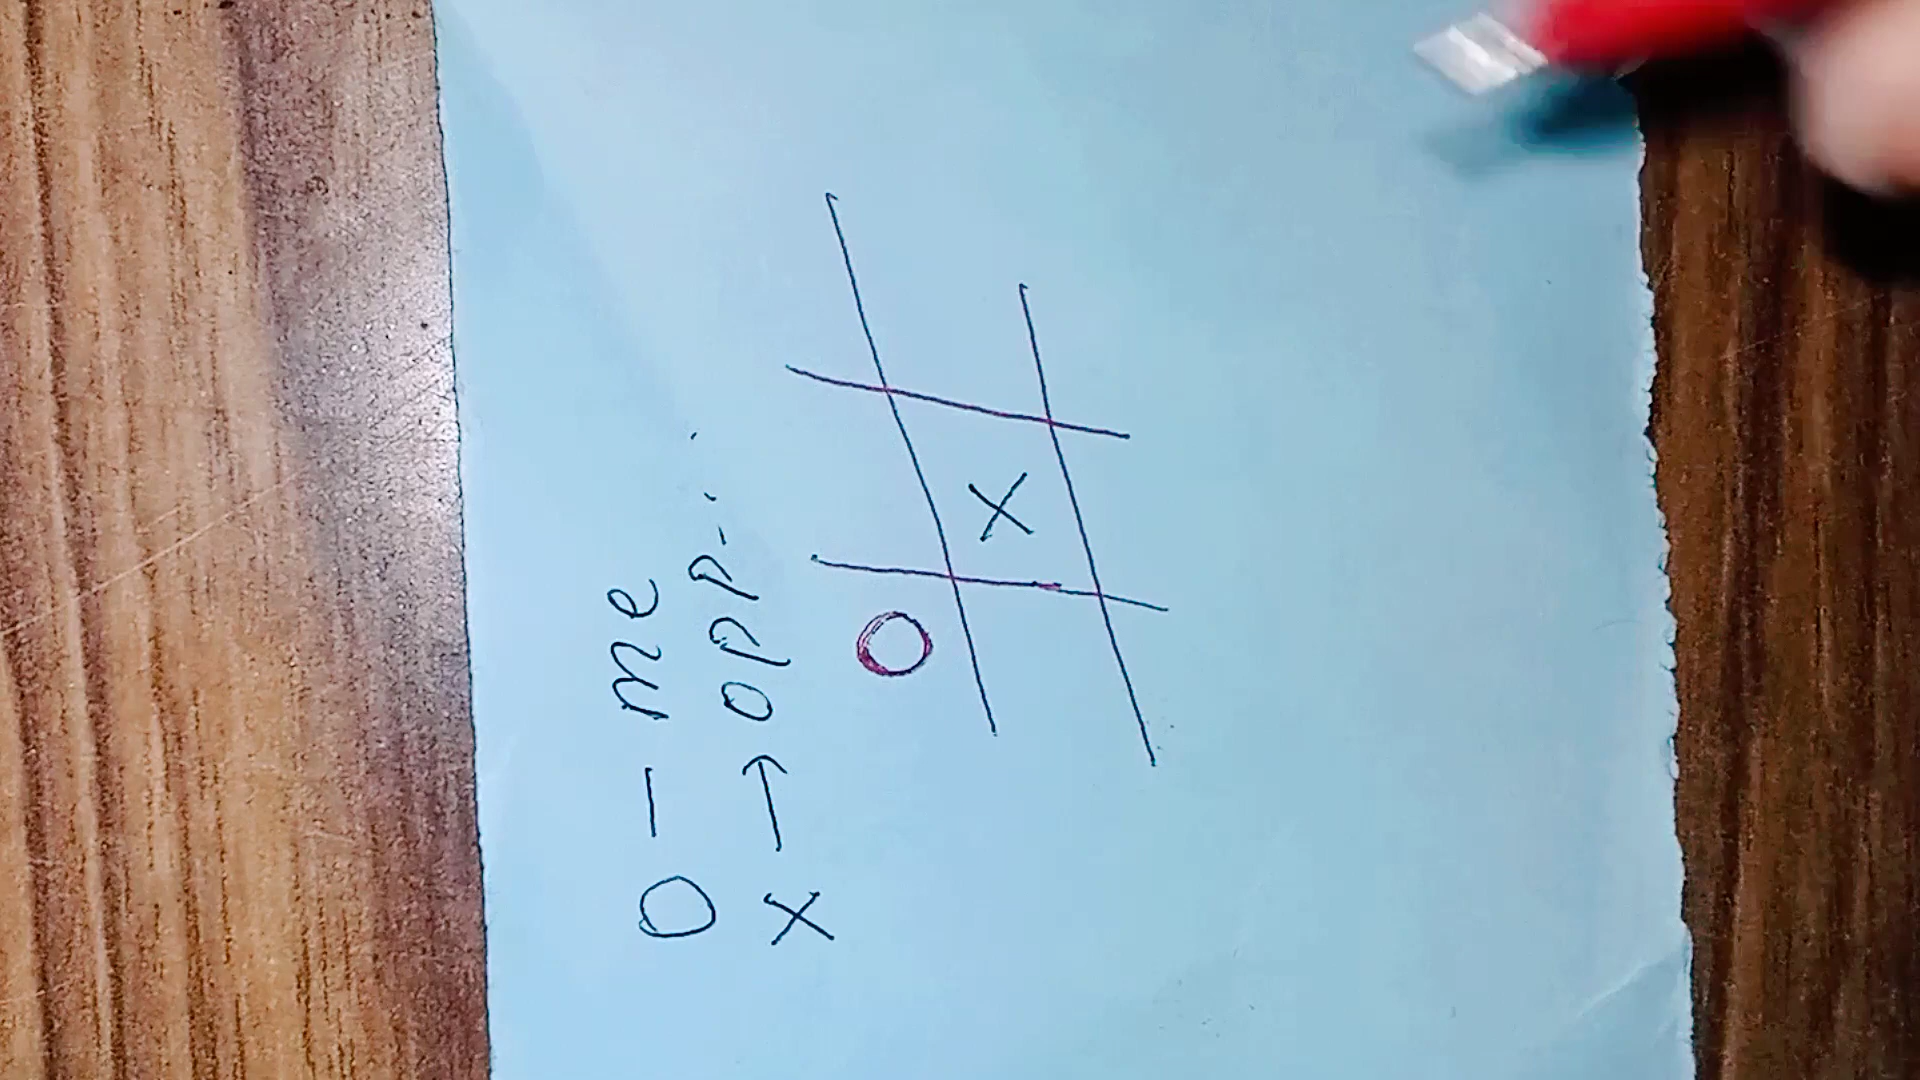 O - me
X → opp..
O
X